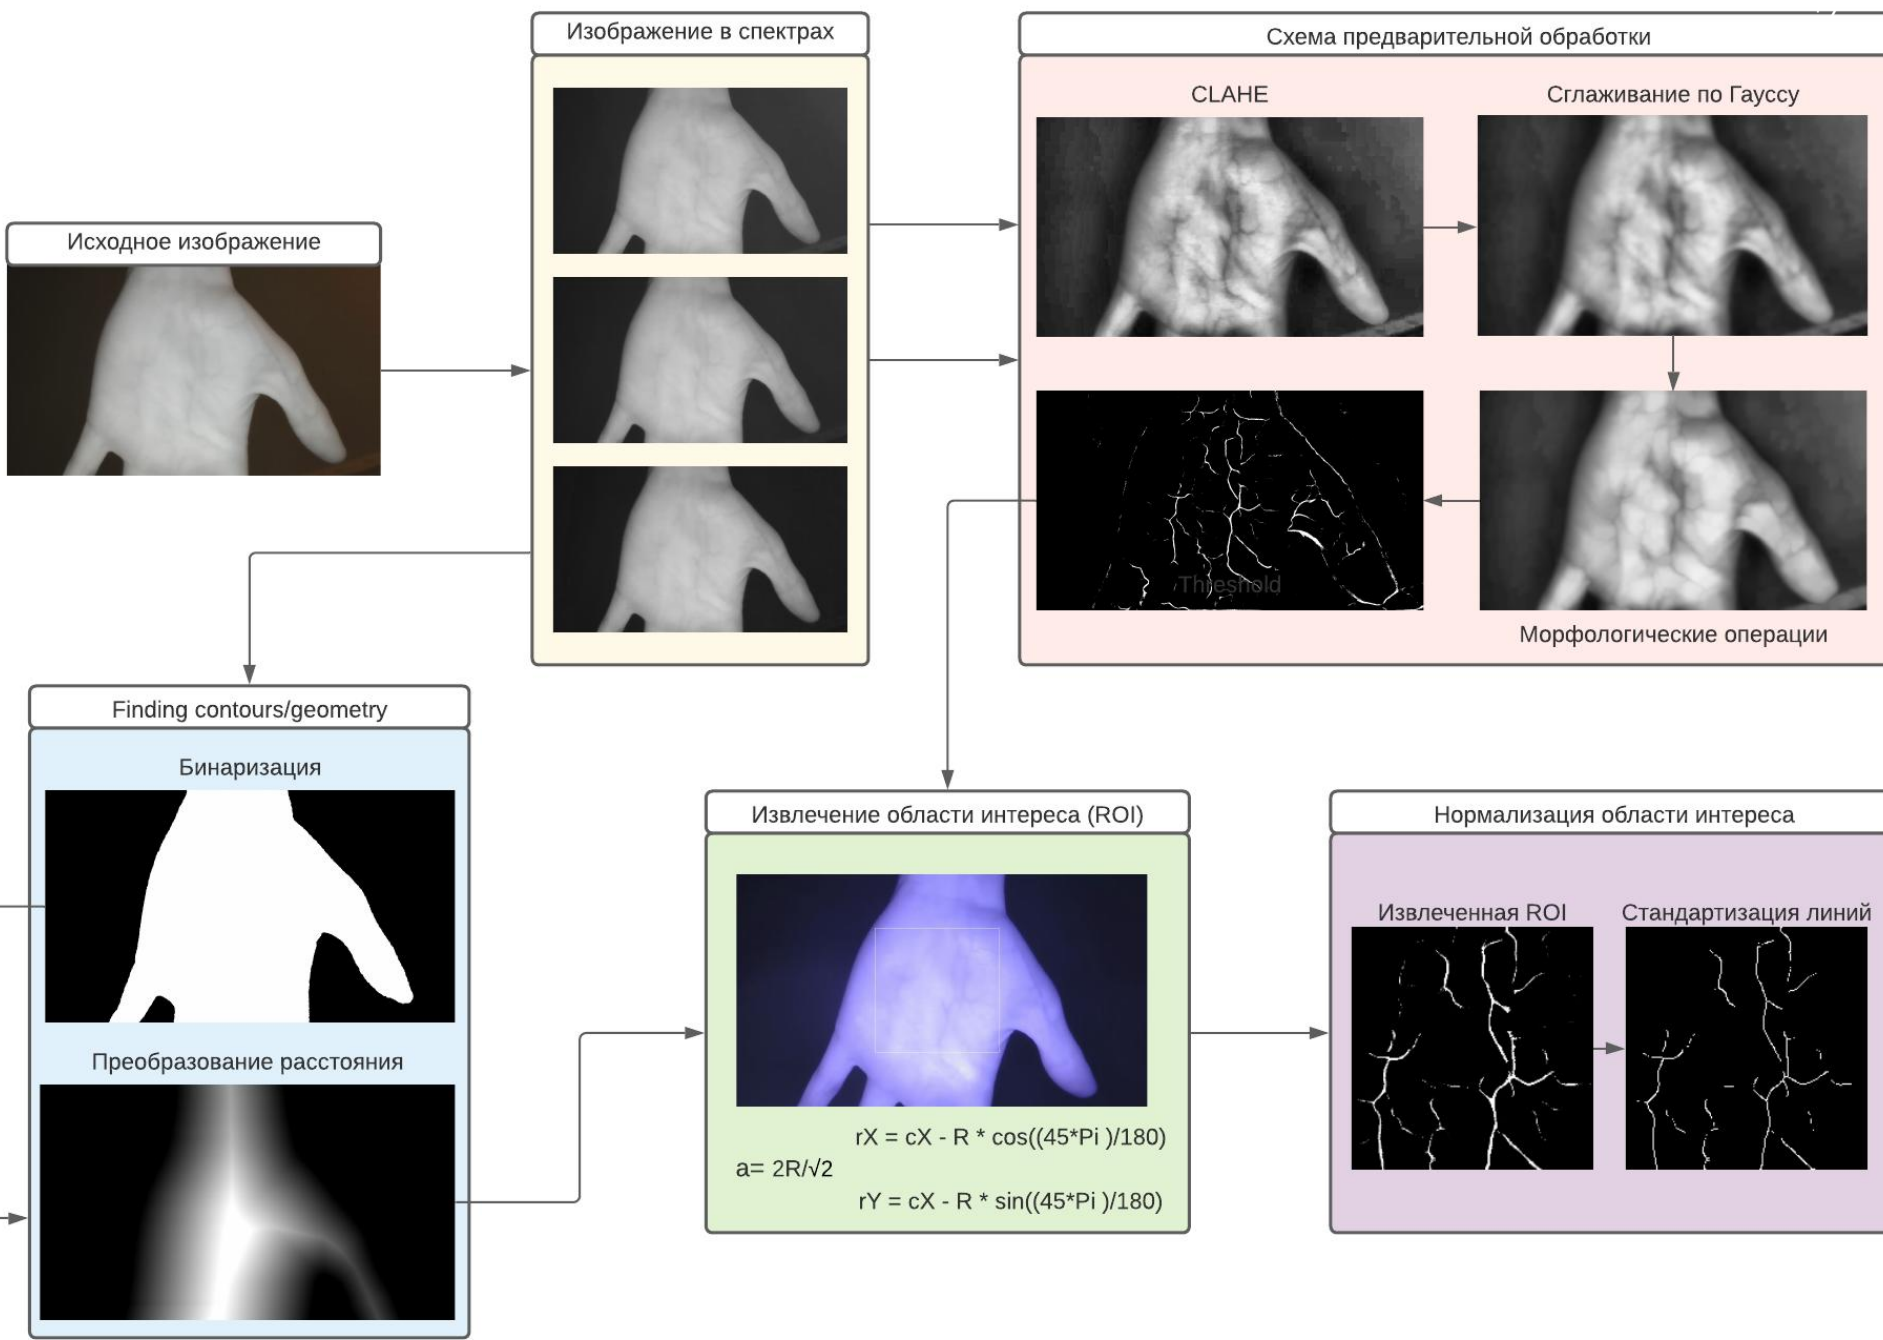 Изображение в спектрах
Схема предварительной обработки
CLAHE
Сглаживание по Гауссу
Исходное изображение
Threshold
Морфологические операции
Finding contours/geometry
Бинаризация
Преобразование расстояния
Извлечение области интереса (ROI)
rX = cX - R * cos((45*Pi )/180)
a= 2R/√2
rY = cX - R * sin((45*Pi )/180)
Нормализация области интереса
Извлеченная ROI
Стандартизация линий